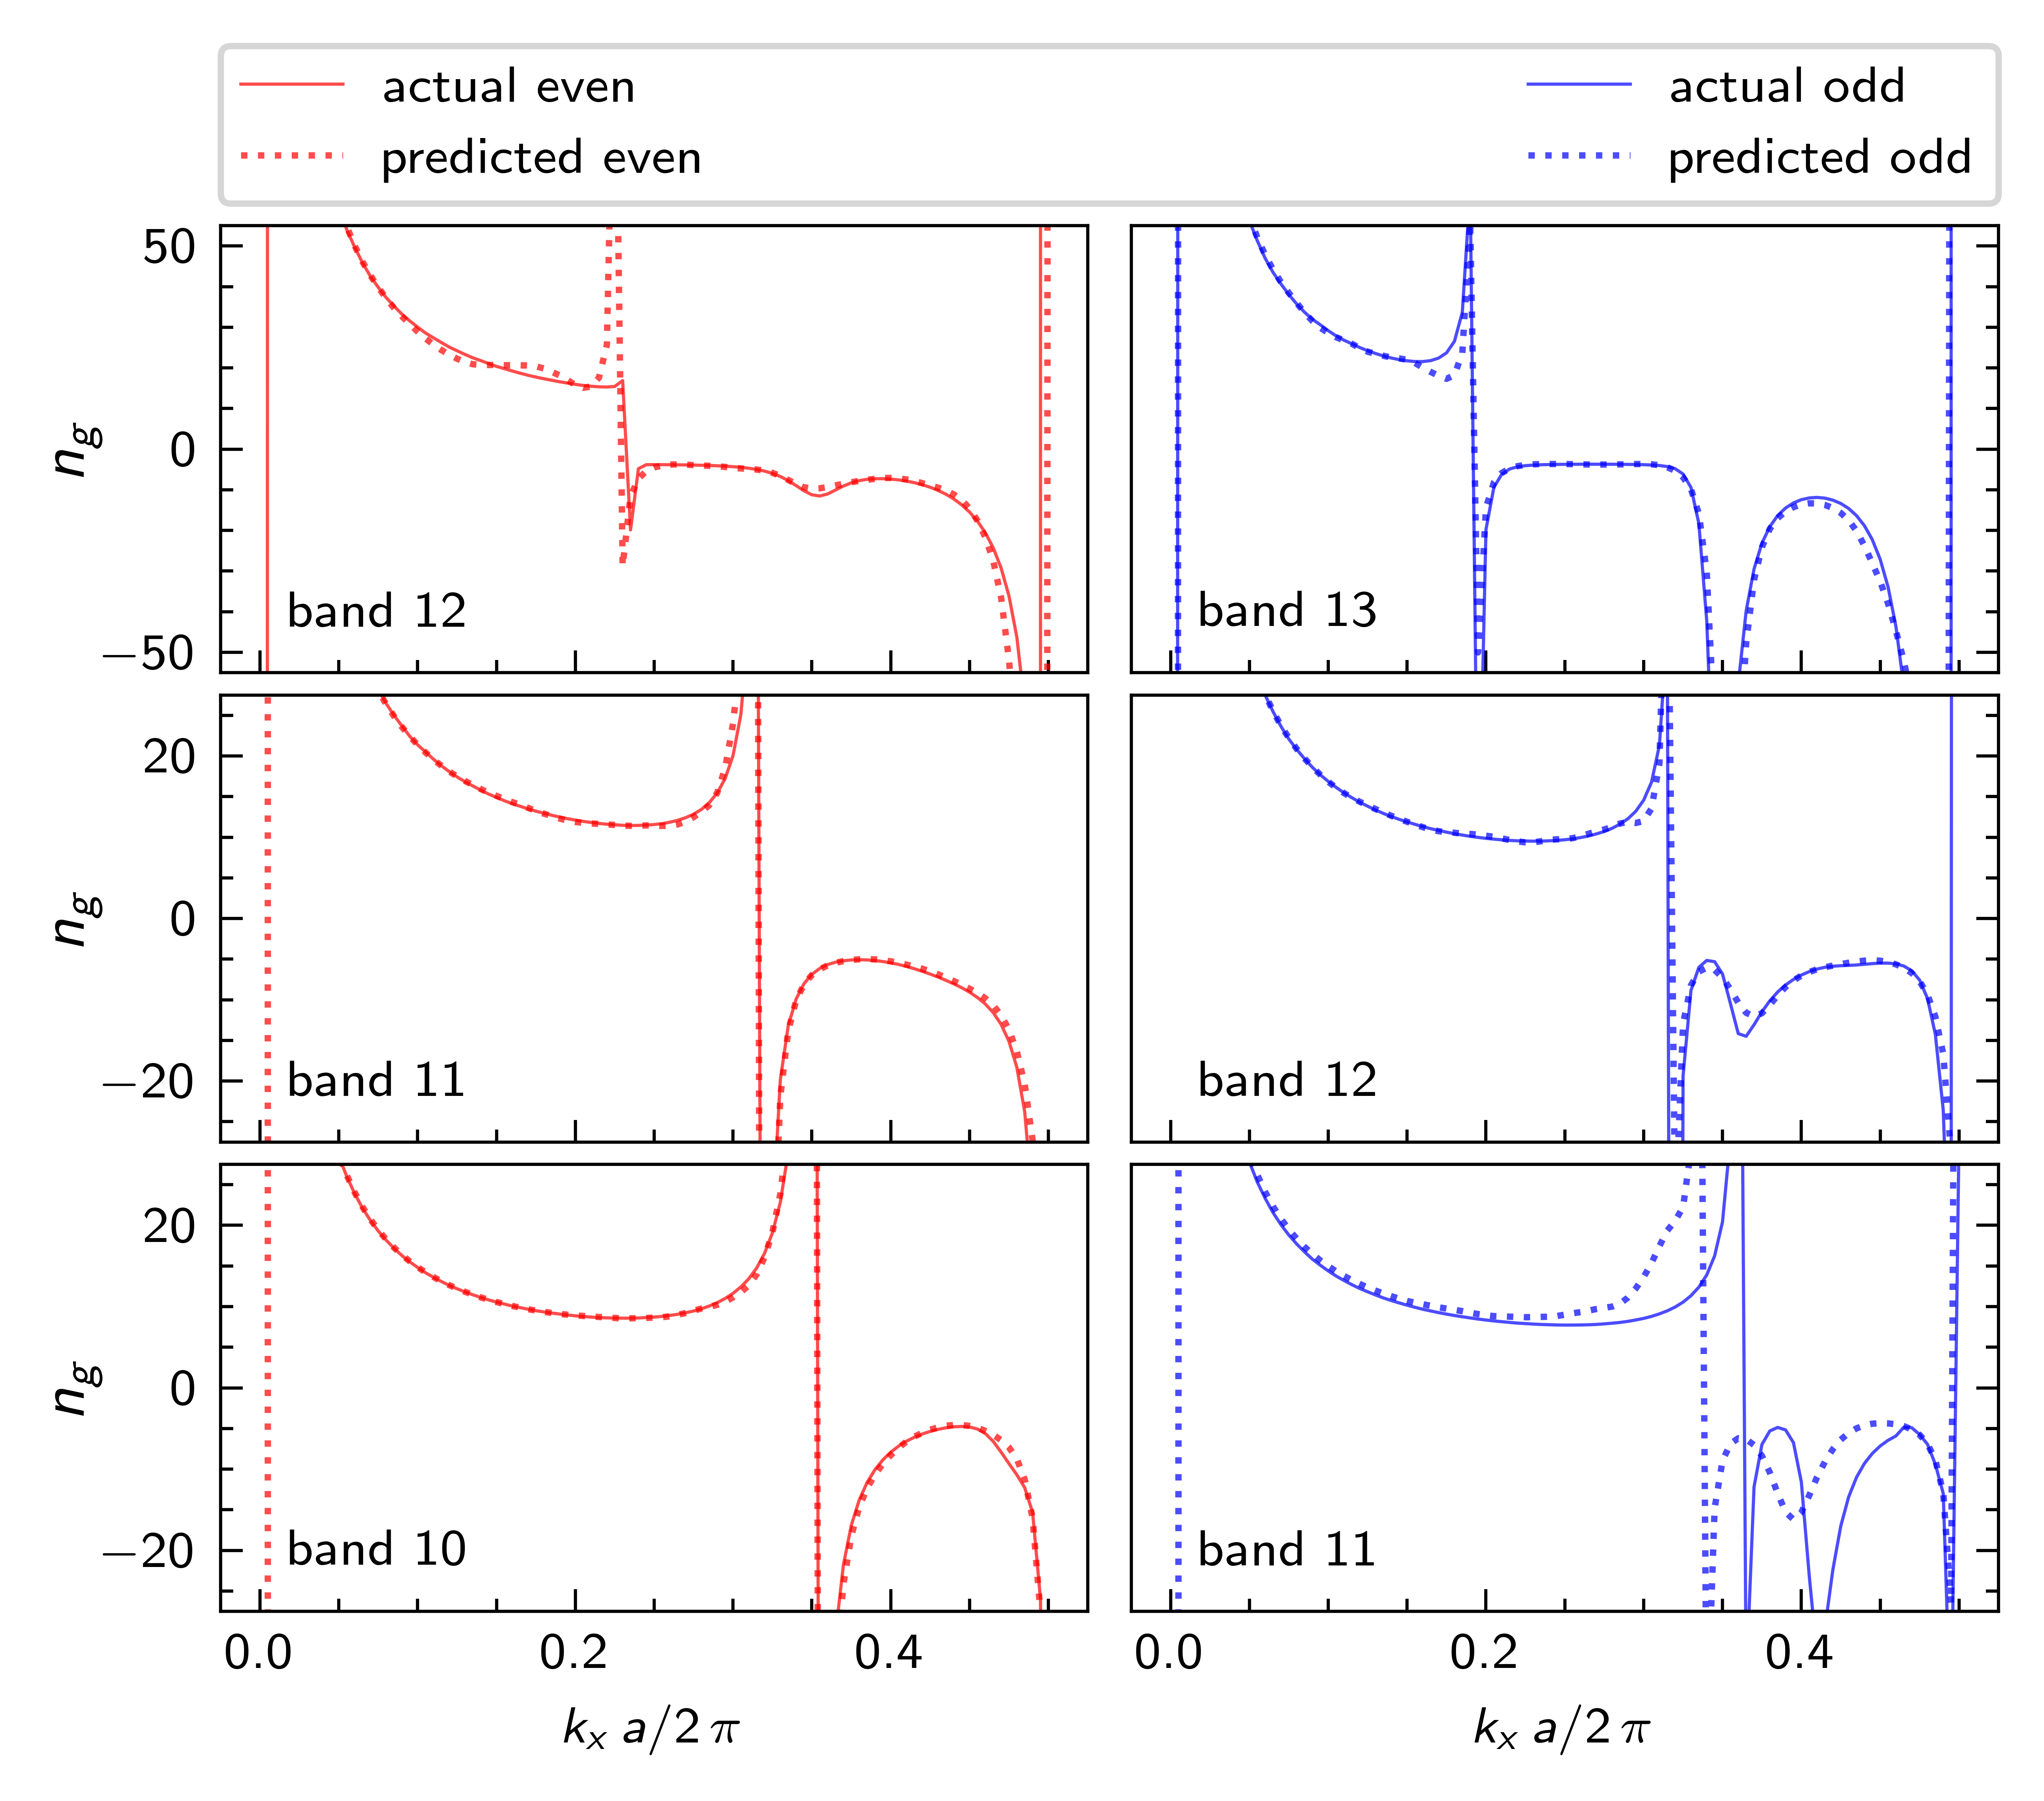 actual even
predicted even
actual odd
predicted odd
50
0
−50
n_g
band 12
band 13
20
0
−20
n_g
band 11
band 12
20
0
−20
n_g
band 10
band 11
0.0 0.2 0.4
0.0 0.2 0.4
k_x a/2 π
k_x a/2 π